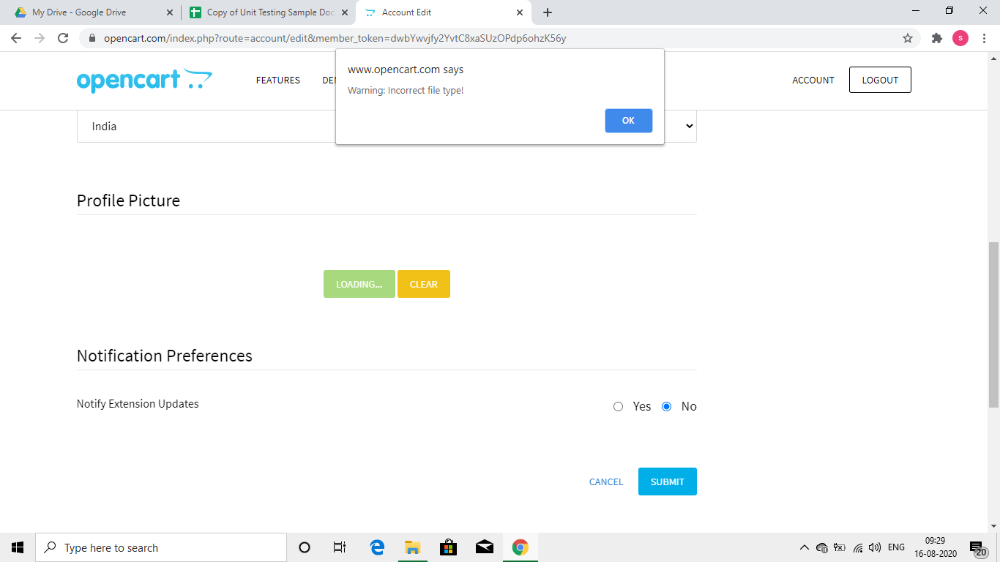 My Drive - Google Drive
Copy of Unit Testing Sample Doc
Account Edit
opencart.com/index.php?route=account/edit&member_token=dwbYwvjfy2YvtC8xaSUzOPdp6ohzK56y
s
www.opencart.com says
Warning: Incorrect file type!
OK
opencart
FEATURES
DE
ACCOUNT
LOGOUT
India
Profile Picture
LOADING...
CLEAR
Notification Preferences
Notify Extension Updates
Yes
No
CANCEL
SUBMIT
Type here to search
ENG
09:29
16-08-2020
20